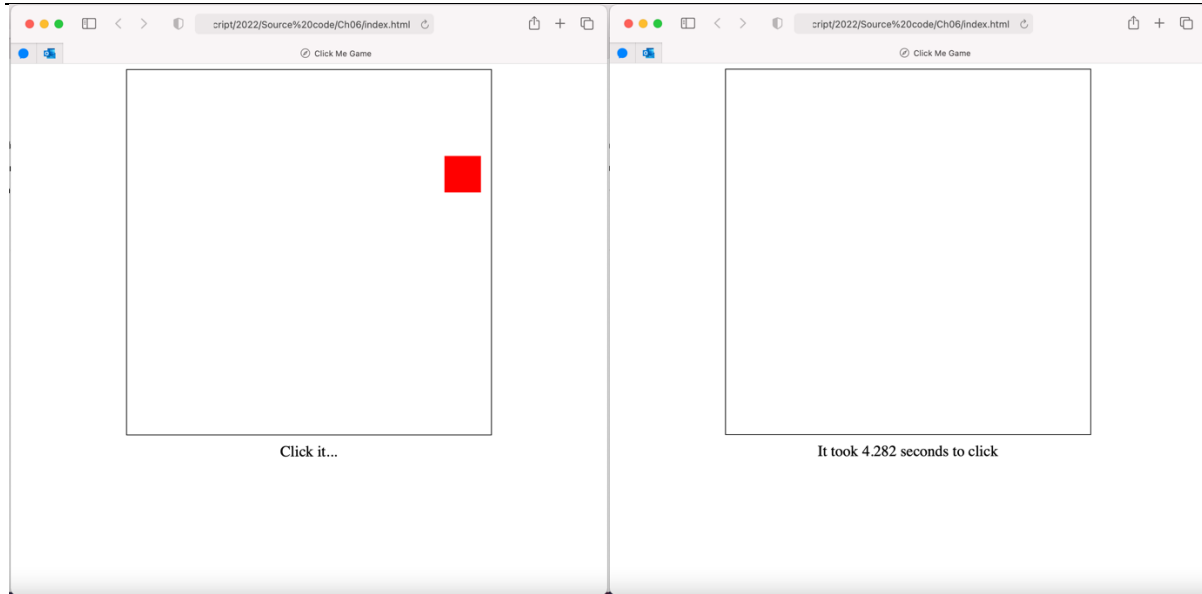 cript/2022/Source%20code/Ch06/index.html
Click Me Game
Click it...
cript/2022/Source%20code/Ch06/index.html
Click Me Game
It took 4.282 seconds to click